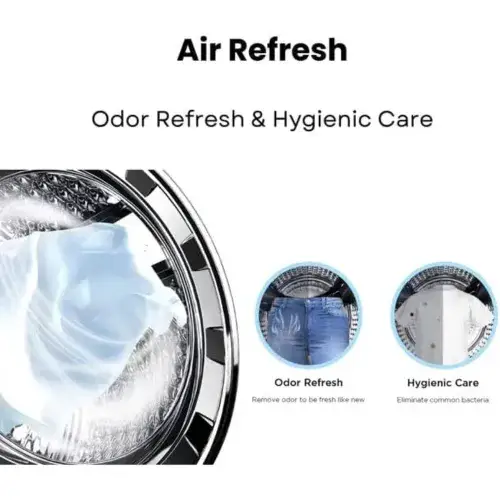 Air Refresh
Odor Refresh & Hygienic Care
Odor Refresh
Hygienic Care
Remove odor to be fresh like new
Eliminate common bacteria